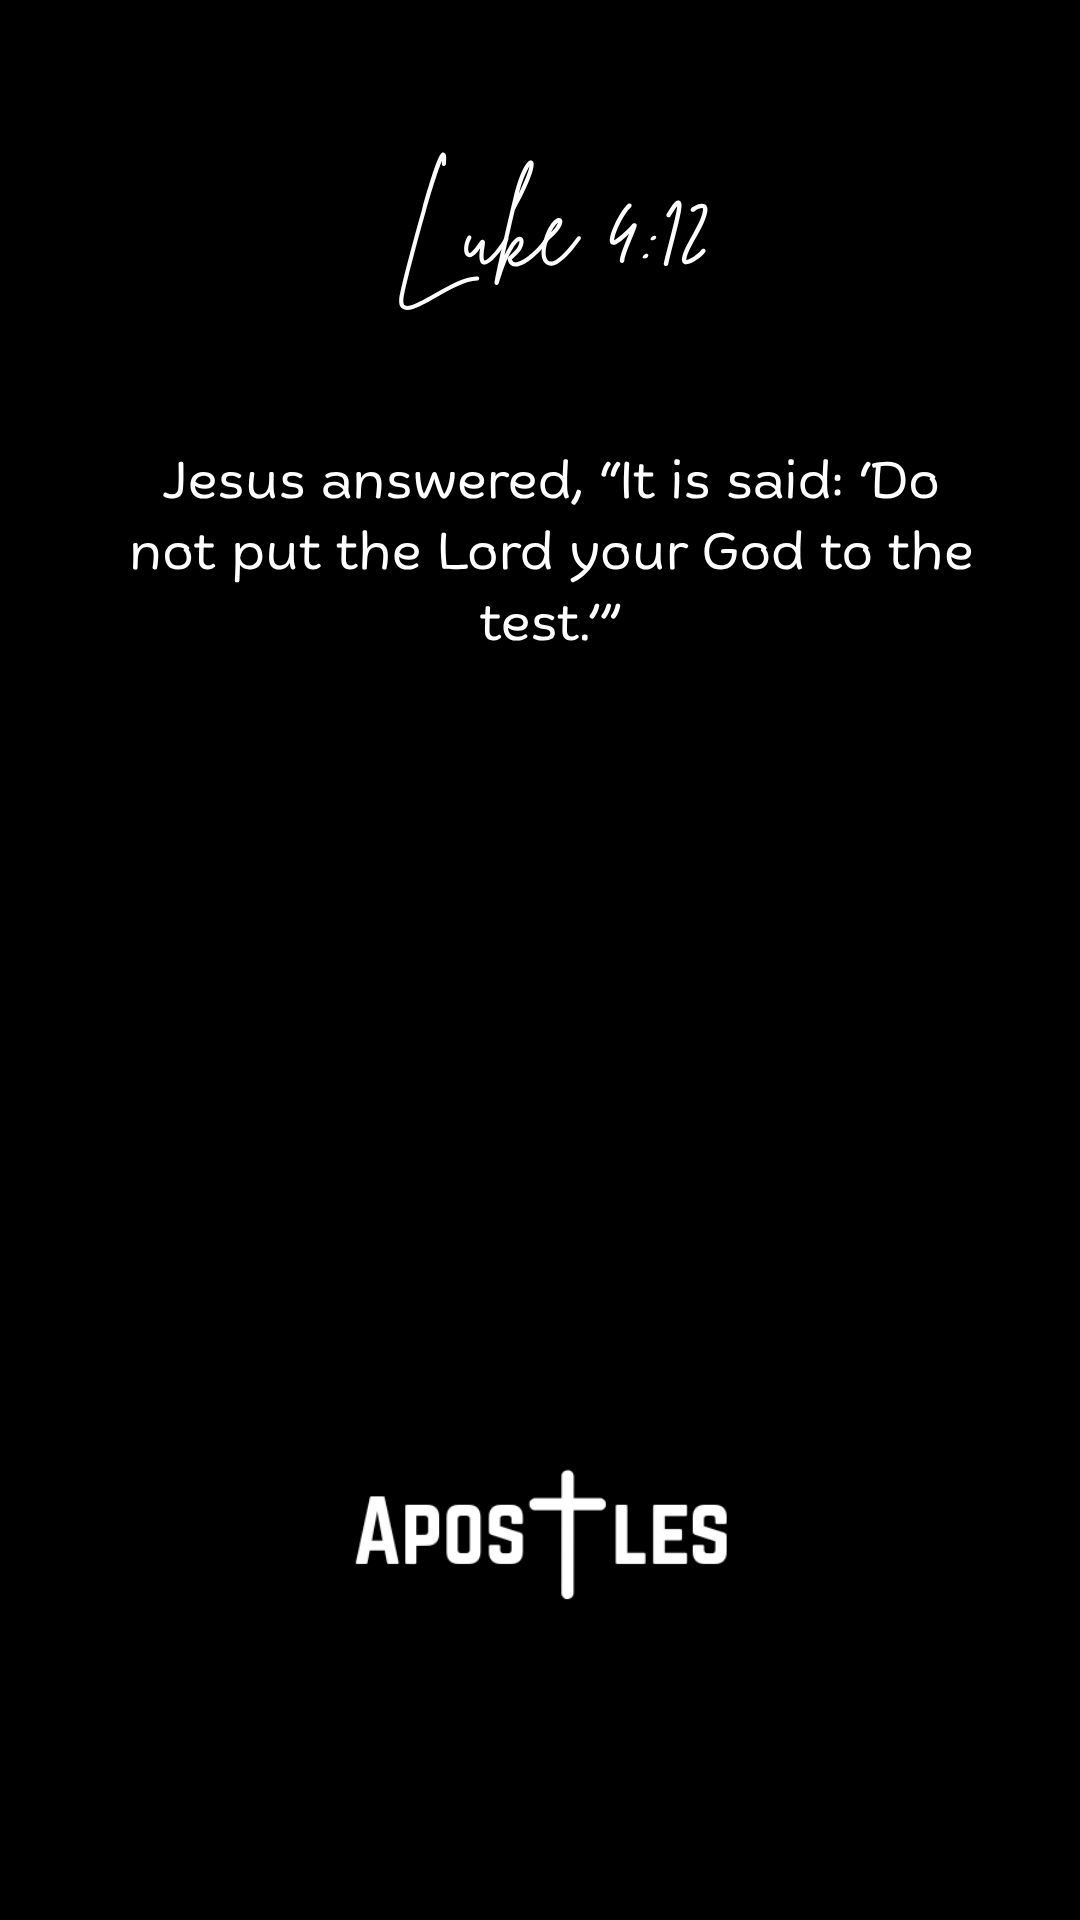 Luke 4:12
Jesus answered, “It is said: ‘Do
not put the Lord your God to the
test.’”
APOSTLES